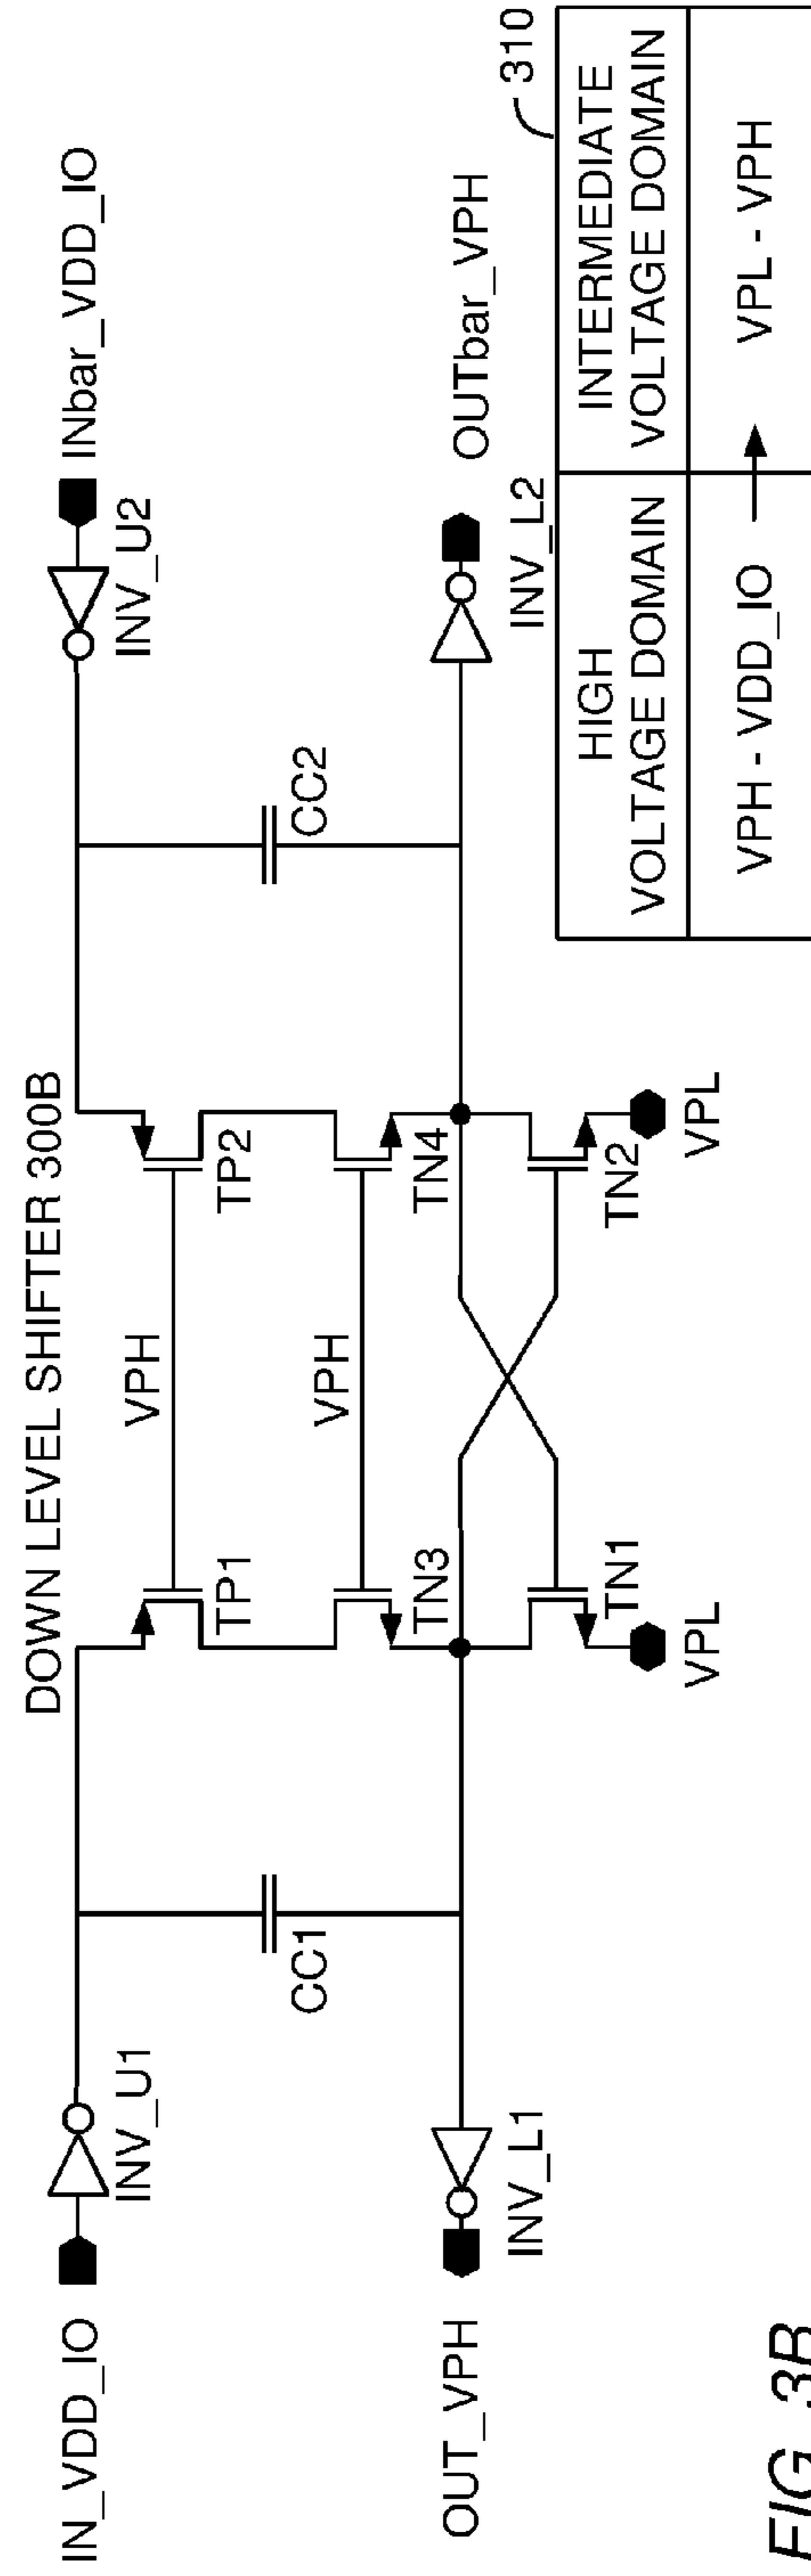 DOWN LEVEL SHIFTER 300B
IN_VDD_IO
INV_U1
INV_U2
INbar_VDD_IO
VPH
TP1
TP2
CC1
CC2
VPH
TN3
TN4
OUT_VPH
INV_L1
INV_L2
OUTbar_VPH
TN1
TN2
VPL
VPL
310
HIGH
VOLTAGE DOMAIN
INTERMEDIATE
VOLTAGE DOMAIN
VPH - VDD_IO
VPL - VPH
FIG. 3B